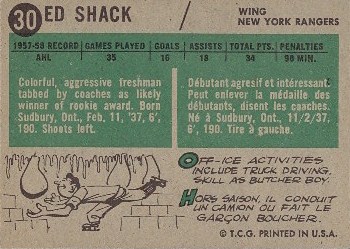 30 ED SHACK
WING
NEW YORK RANGERS
1957-58 RECORD GAMES PLAYED GOALS ASSISTS TOTAL PTS. PENALTIES
AHL 35 16 18 34 90 MIN.
Colorful, aggressive freshman
tabbed by coaches as likely
winner of rookie award. Born
Sudbury, Ont., Feb. 11, '37, 6',
190. Shoots left.
Débutant agresif et intéressant.
Peut enlever la médaille des
débutants, disent les coaches.
Né à Sudbury, Ont., 11/2/37,
6', 190. Tire à gauche.
OFF-ICE ACTIVITIES
INCLUDE TRUCK DRIVING,
SKILL AS BUTCHER BOY.
HORS SAISON, IL CONDUIT
UN CAMION OU FAIT LE
GARÇON BOUCHER.
© T.C.G. PRINTED IN U.S.A.